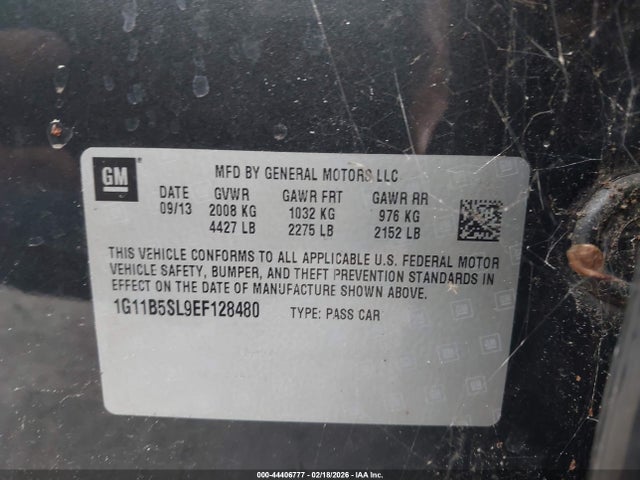 GM
MFD BY GENERAL MOTORS LLC
DATE GVWR GAWR FRT GAWR RR
09/13 2008 KG 1032 KG 976 KG
4427 LB 2275 LB 2152 LB
THIS VEHICLE CONFORMS TO ALL APPLICABLE U.S. FEDERAL MOTOR
VEHICLE SAFETY, BUMPER, AND THEFT PREVENTION STANDARDS IN
EFFECT ON THE DATE OF MANUFACTURE SHOWN ABOVE.
1G11B5SL9EF128480 TYPE: PASS CAR
000-44406777 - 02/18/2026 - IAA Inc.